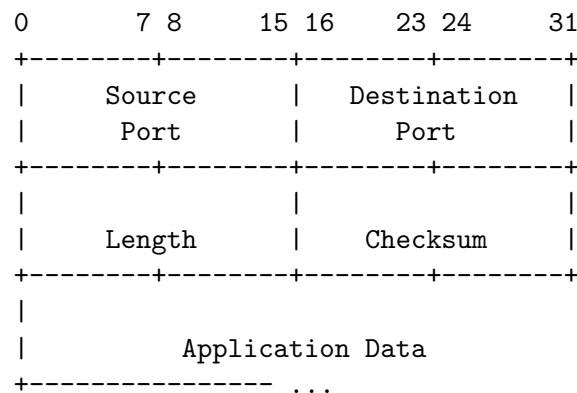 0      7 8     15 16    23 24     31
+--------+--------+--------+--------+
|     Source      |   Destination   |
|      Port       |      Port       |
+--------+--------+--------+--------+
|                 |                 |
|     Length      |    Checksum     |
+--------+--------+--------+--------+
|
|          Application Data
+---------------- ...